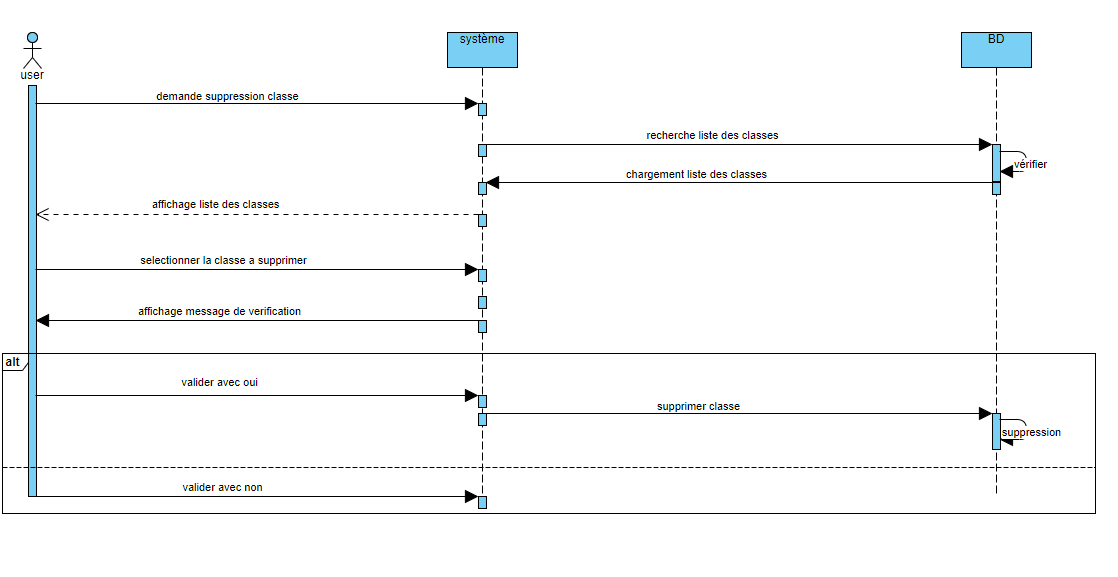 user
système
BD
demande suppression classe
recherche liste des classes
vérifier
chargement liste des classes
affichage liste des classes
selectionner la classe a supprimer
affichage message de verification
alt
valider avec oui
supprimer classe
suppression
valider avec non